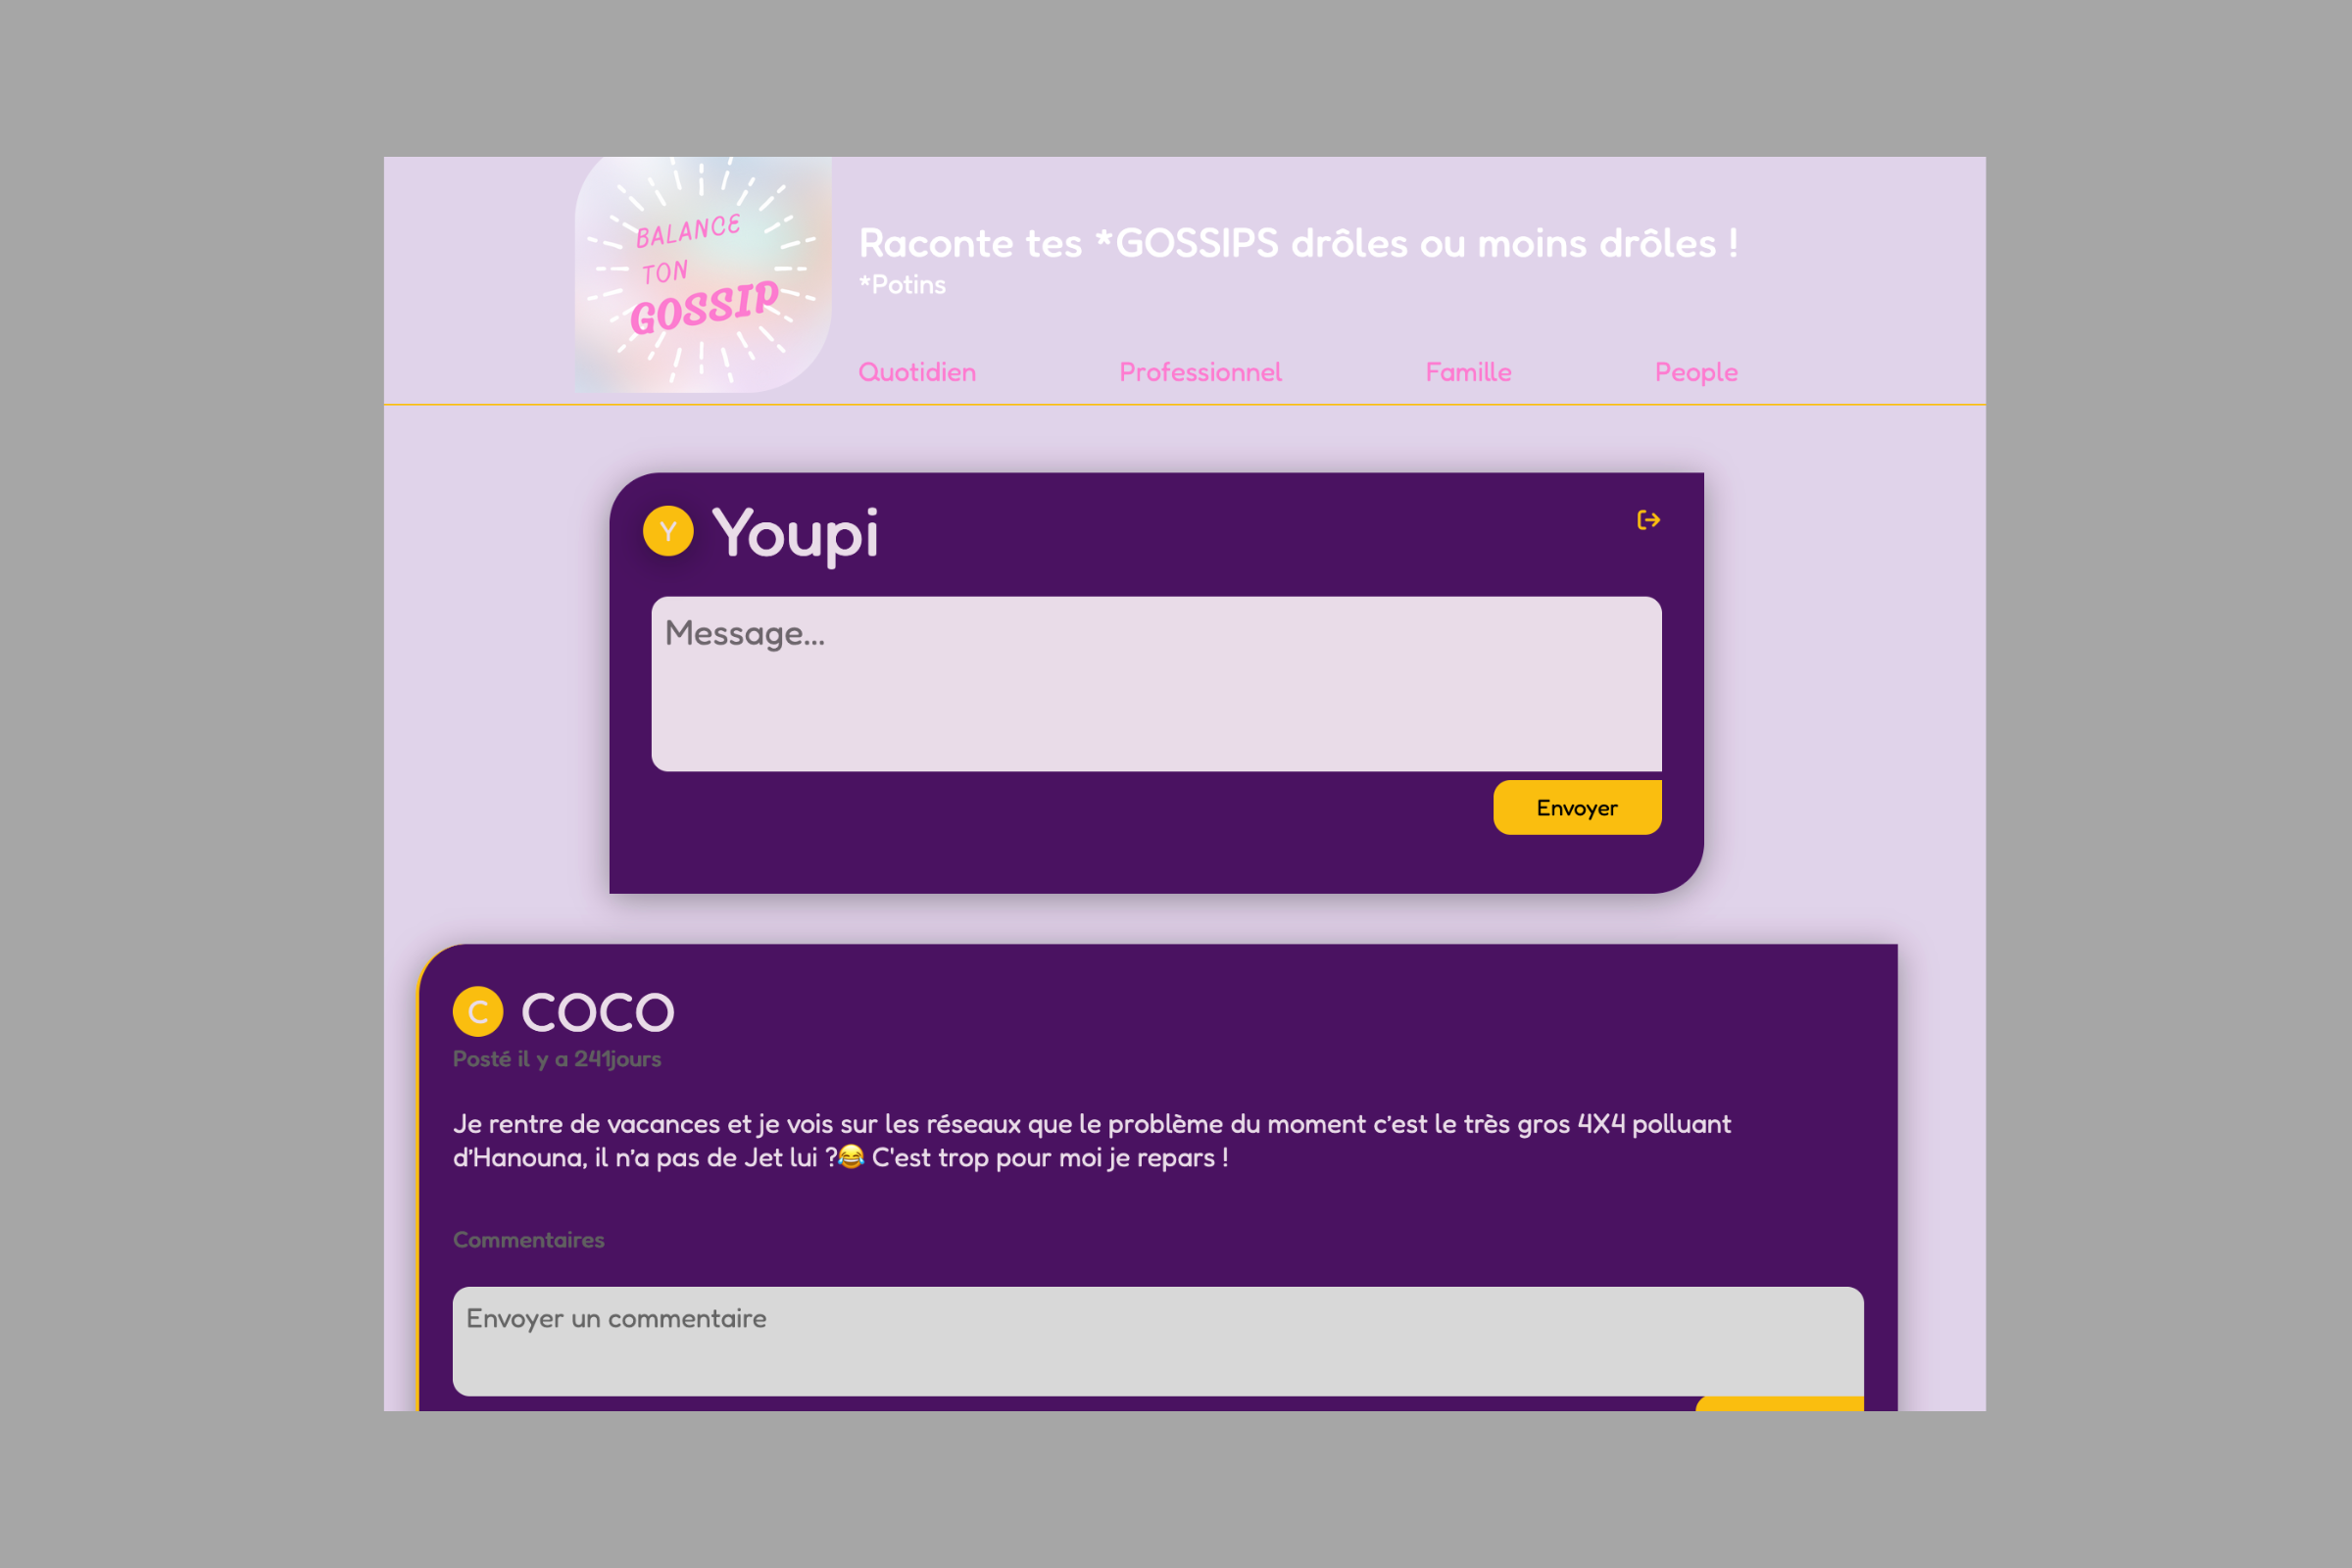 BALANCE
TON
GOSSIP
Raconte tes *GOSSIPS drôles ou moins drôles !
*Potins
Quotidien Professionnel Famille People
Y Youpi
Message...
Envoyer
C COCO
Posté il y a 241jours
Je rentre de vacances et je vois sur les réseaux que le problème du moment c’est le très gros 4X4 polluant
d’Hanouna, il n’a pas de Jet lui ?😂 C'est trop pour moi je repars !
Commentaires
Envoyer un commentaire